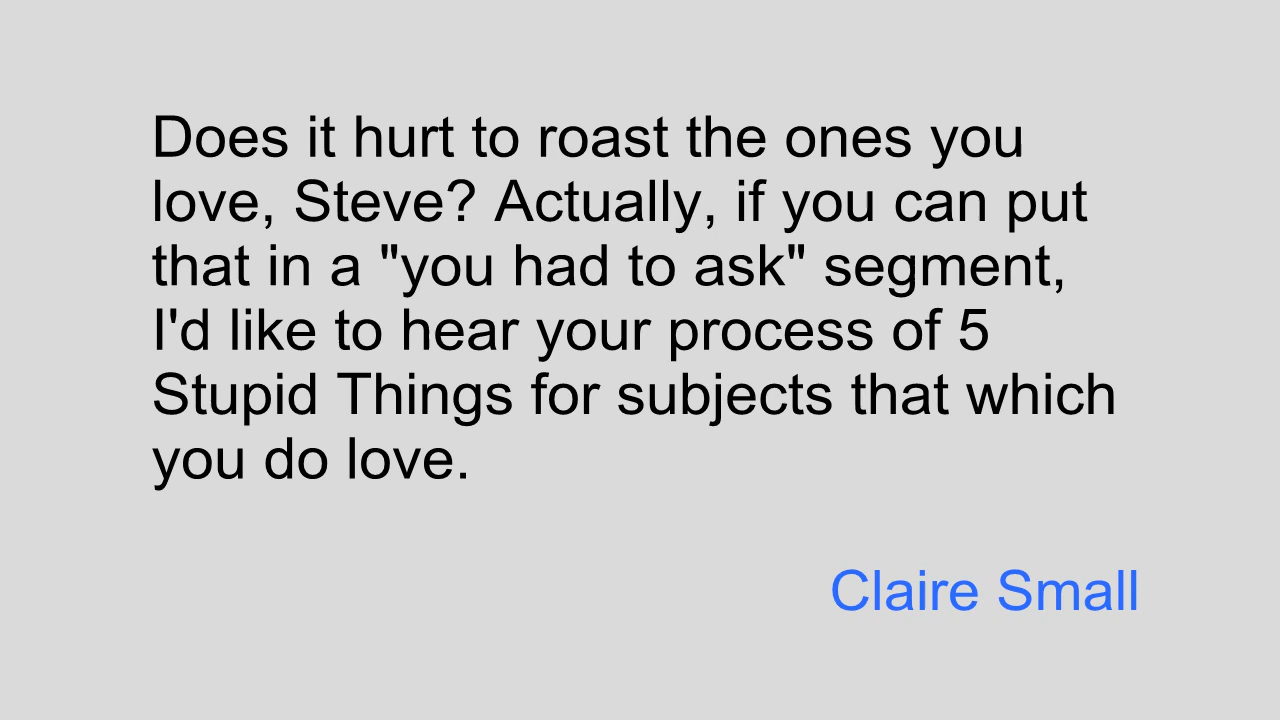 Does it hurt to roast the ones you
love, Steve? Actually, if you can put
that in a "you had to ask" segment,
I'd like to hear your process of 5
Stupid Things for subjects that which
you do love.
Claire Small